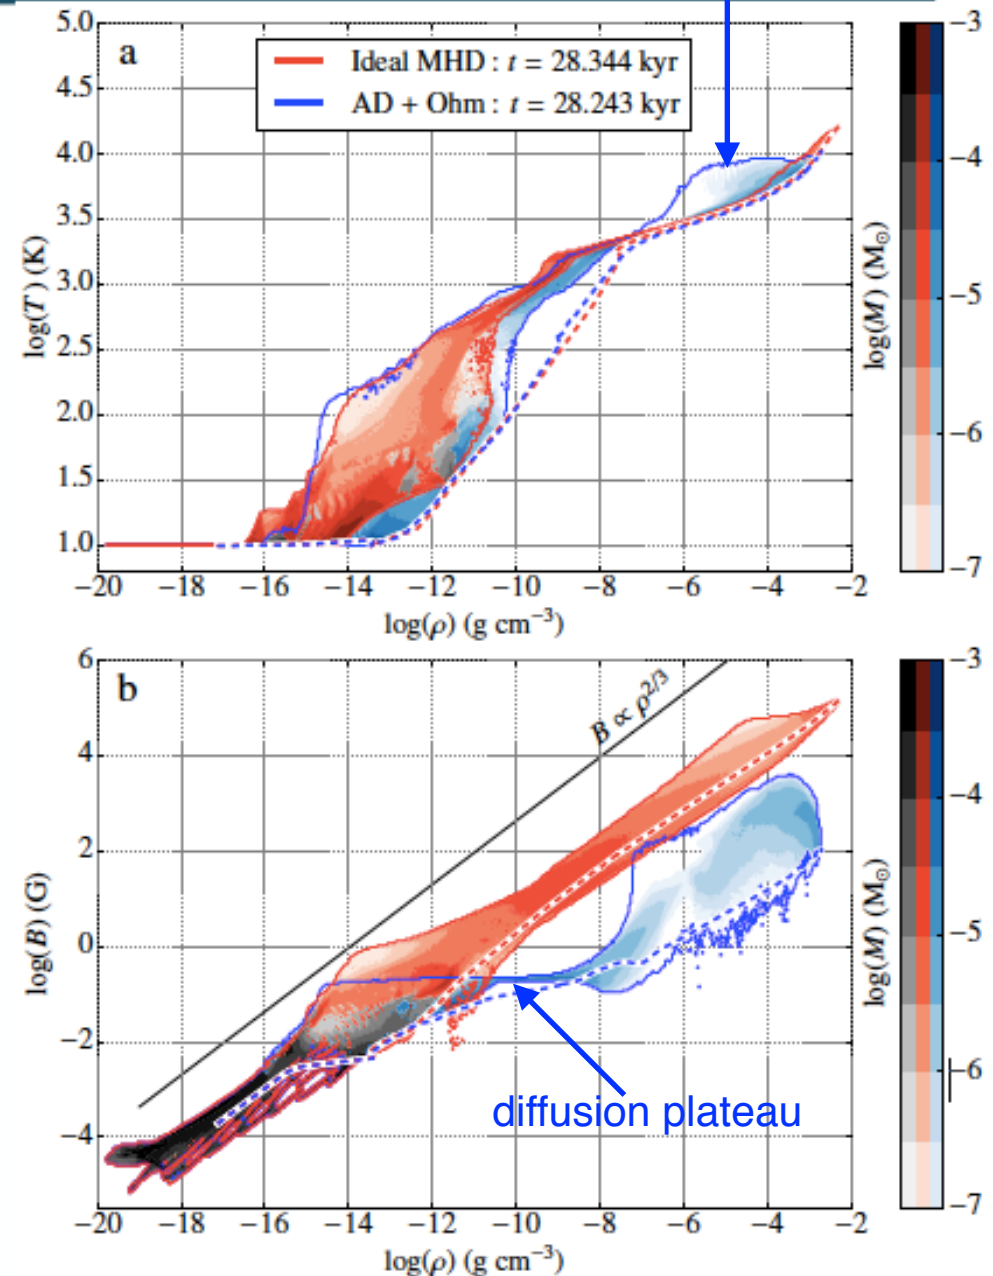 5.0
a
Ideal MHD : t = 28.344 kyr
AD + Ohm : t = 28.243 kyr
4.5
4.0
3.5
3.0
2.5
2.0
1.5
1.0
log(T) (K)
−20 −18 −16 −14 −12 −10 −8 −6 −4 −2
log(ρ) (g cm⁻³)
−3
−4
−5
−6
−7
log(M) (M⊙)
6
b
B ∝ ρ^{2/3}
4
2
0
−2
−4
log(B) (G)
diffusion plateau
−20 −18 −16 −14 −12 −10 −8 −6 −4 −2
log(ρ) (g cm⁻³)
−3
−4
−5
−6
−7
log(M) (M⊙)